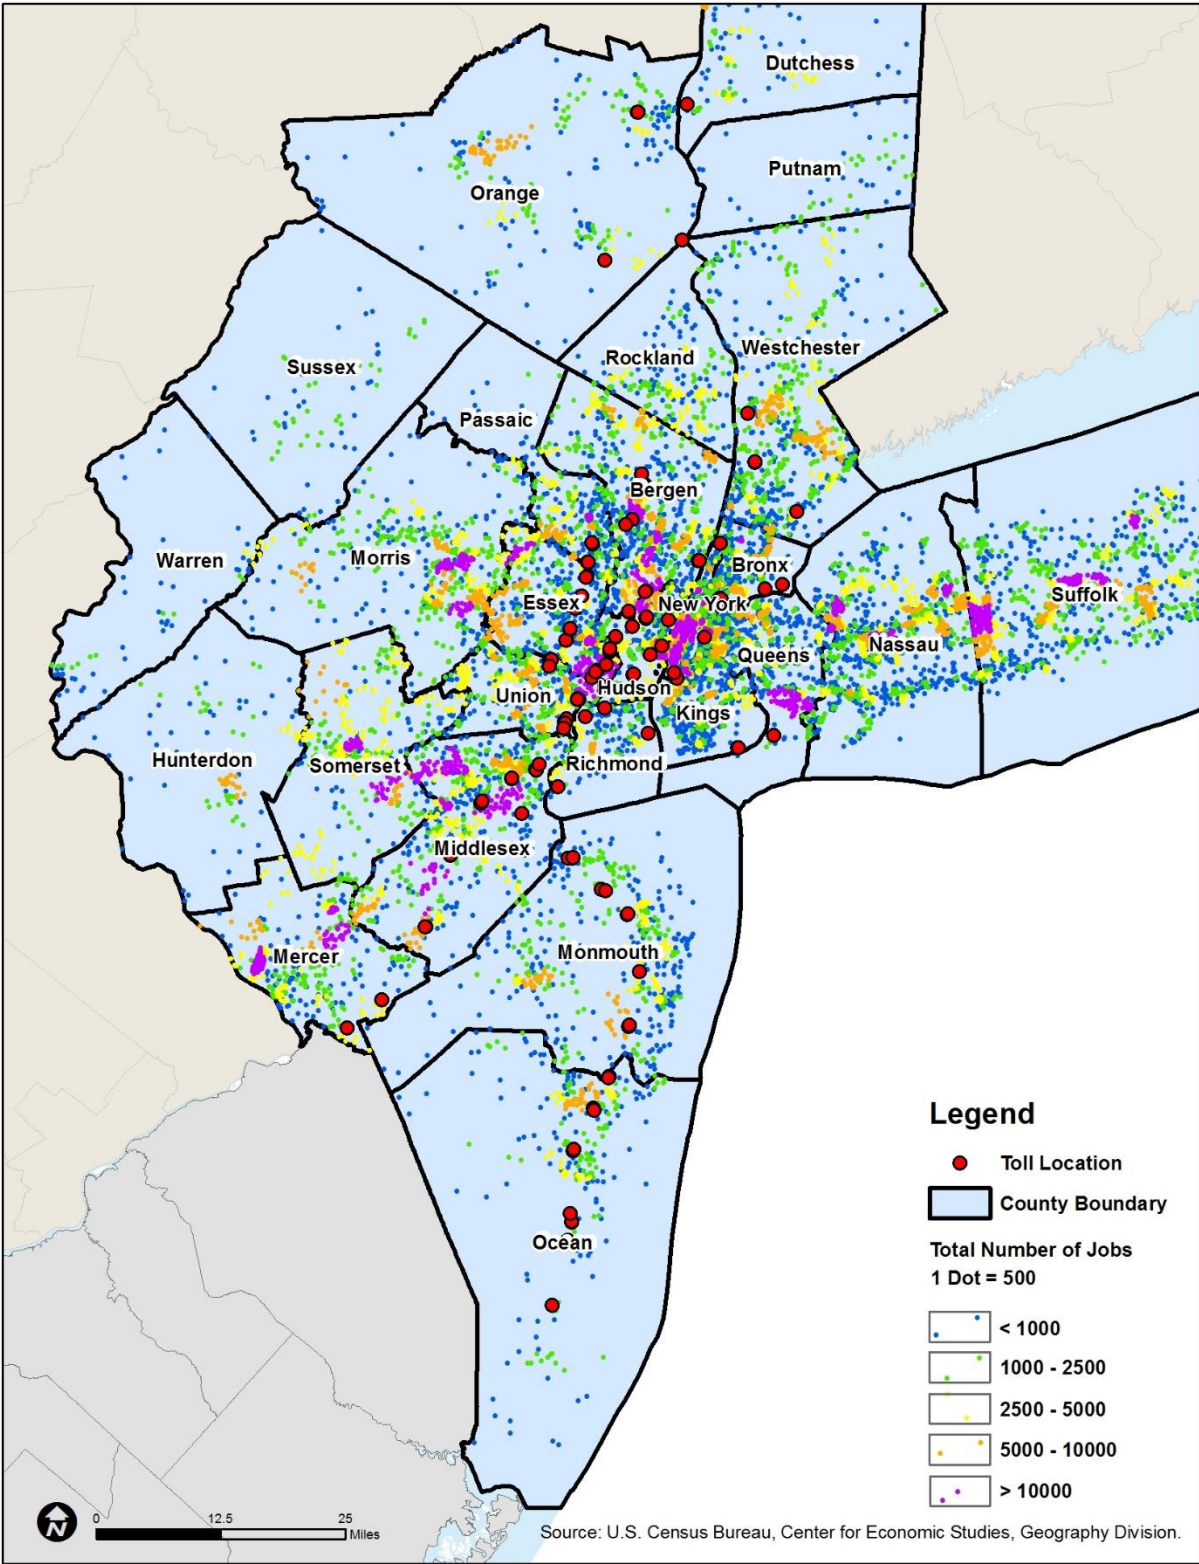 Dutchess
Putnam
Orange
Westchester
Rockland
Sussex
Passaic
Bergen
Warren
Morris
Bronx
Essex
New York
Suffolk
Nassau
Queens
Union
Hudson
Kings
Hunterdon
Somerset
Richmond
Middlesex
Mercer
Monmouth
Ocean
Legend
Toll Location
County Boundary
Total Number of Jobs
1 Dot = 500
< 1000
1000 - 2500
2500 - 5000
5000 - 10000
> 10000
N
0 12.5 25
Miles
Source: U.S. Census Bureau, Center for Economic Studies, Geography Division.